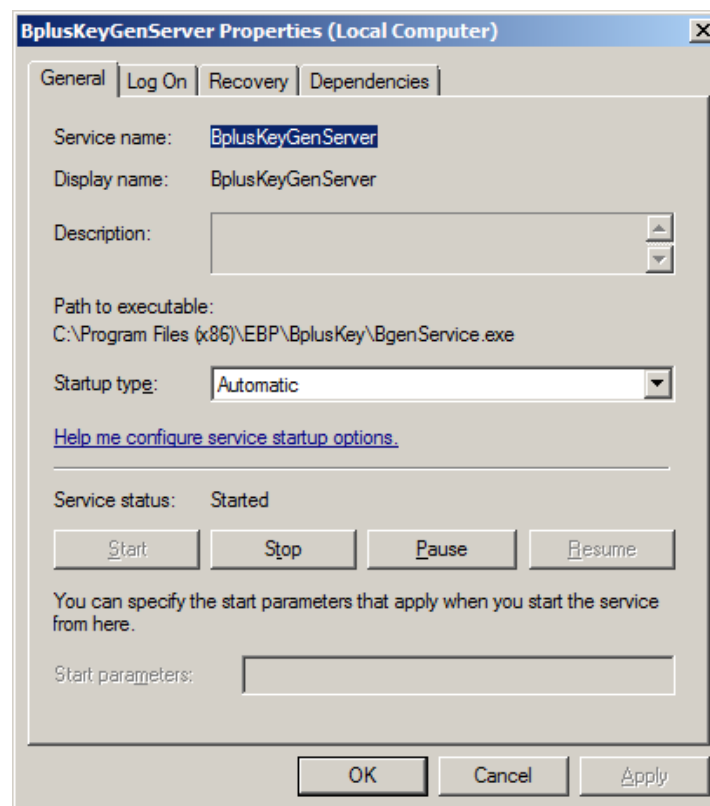 BplusKeyGenServer Properties (Local Computer)
General Log On Recovery Dependencies
Service name: BplusKeyGenServer
Display name: BplusKeyGenServer
Description:
Path to executable:
C:\Program Files (x86)\EBP\BplusKey\BgenService.exe
Startup type: Automatic
Help me configure service startup options.
Service status: Started
Start Stop Pause Resume
You can specify the start parameters that apply when you start the service
from here.
Start parameters:
OK Cancel Apply